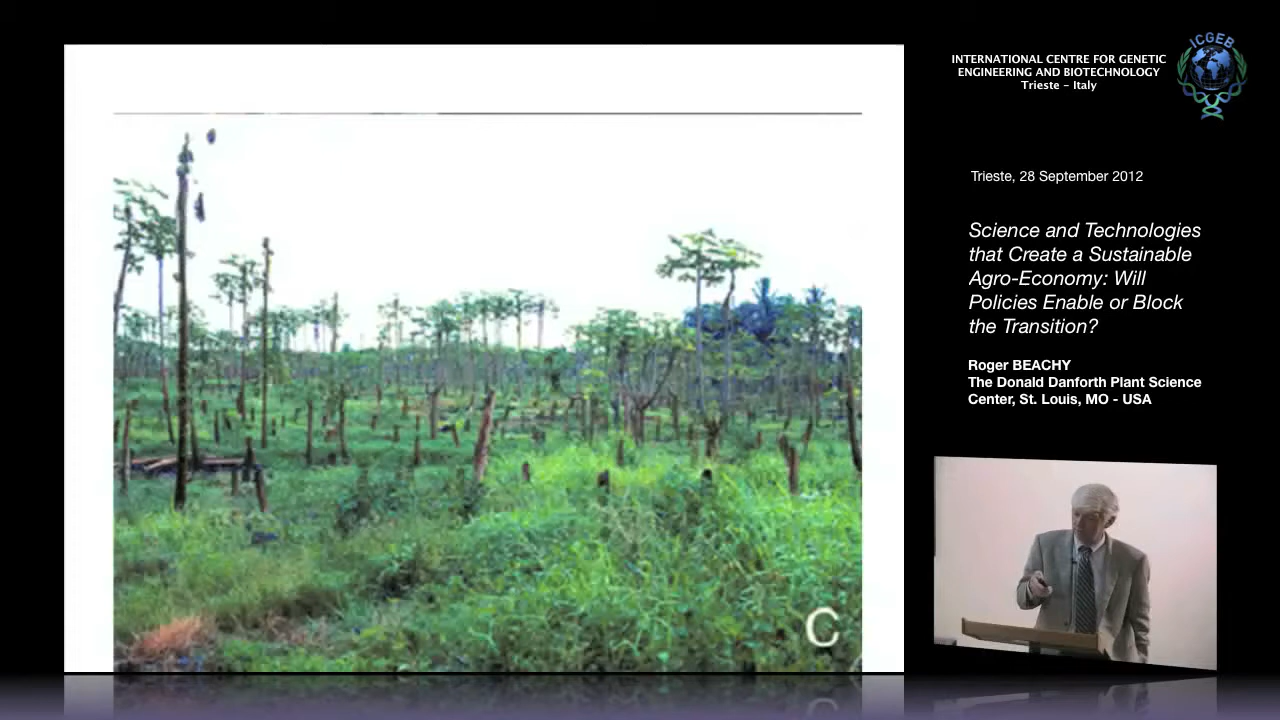 INTERNATIONAL CENTRE FOR GENETIC
ENGINEERING AND BIOTECHNOLOGY
Trieste – Italy
ICGEB
Trieste, 28 September 2012
Science and Technologies
that Create a Sustainable
Agro-Economy: Will
Policies Enable or Block
the Transition?
Roger BEACHY
The Donald Danforth Plant Science
Center, St. Louis, MO - USA
C